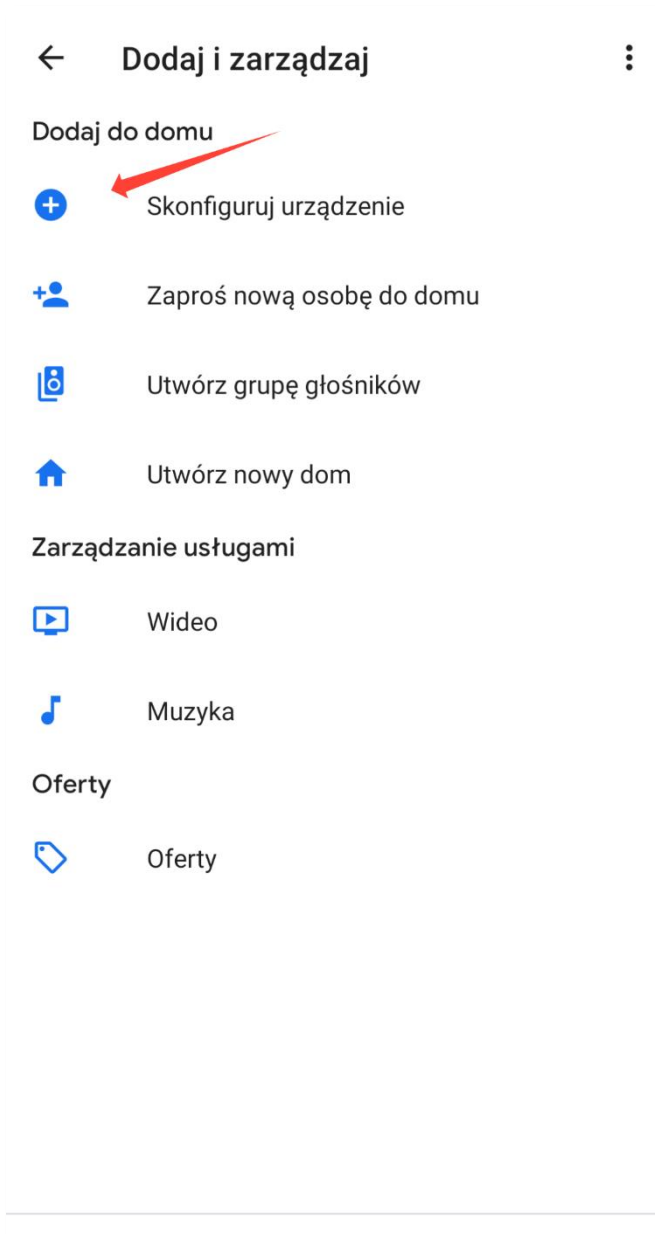 Dodaj i zarządzaj
Dodaj do domu
Skonfiguruj urządzenie
Zaproś nową osobę do domu
Utwórz grupę głośników
Utwórz nowy dom
Zarządzanie usługami
Wideo
Muzyka
Oferty
Oferty